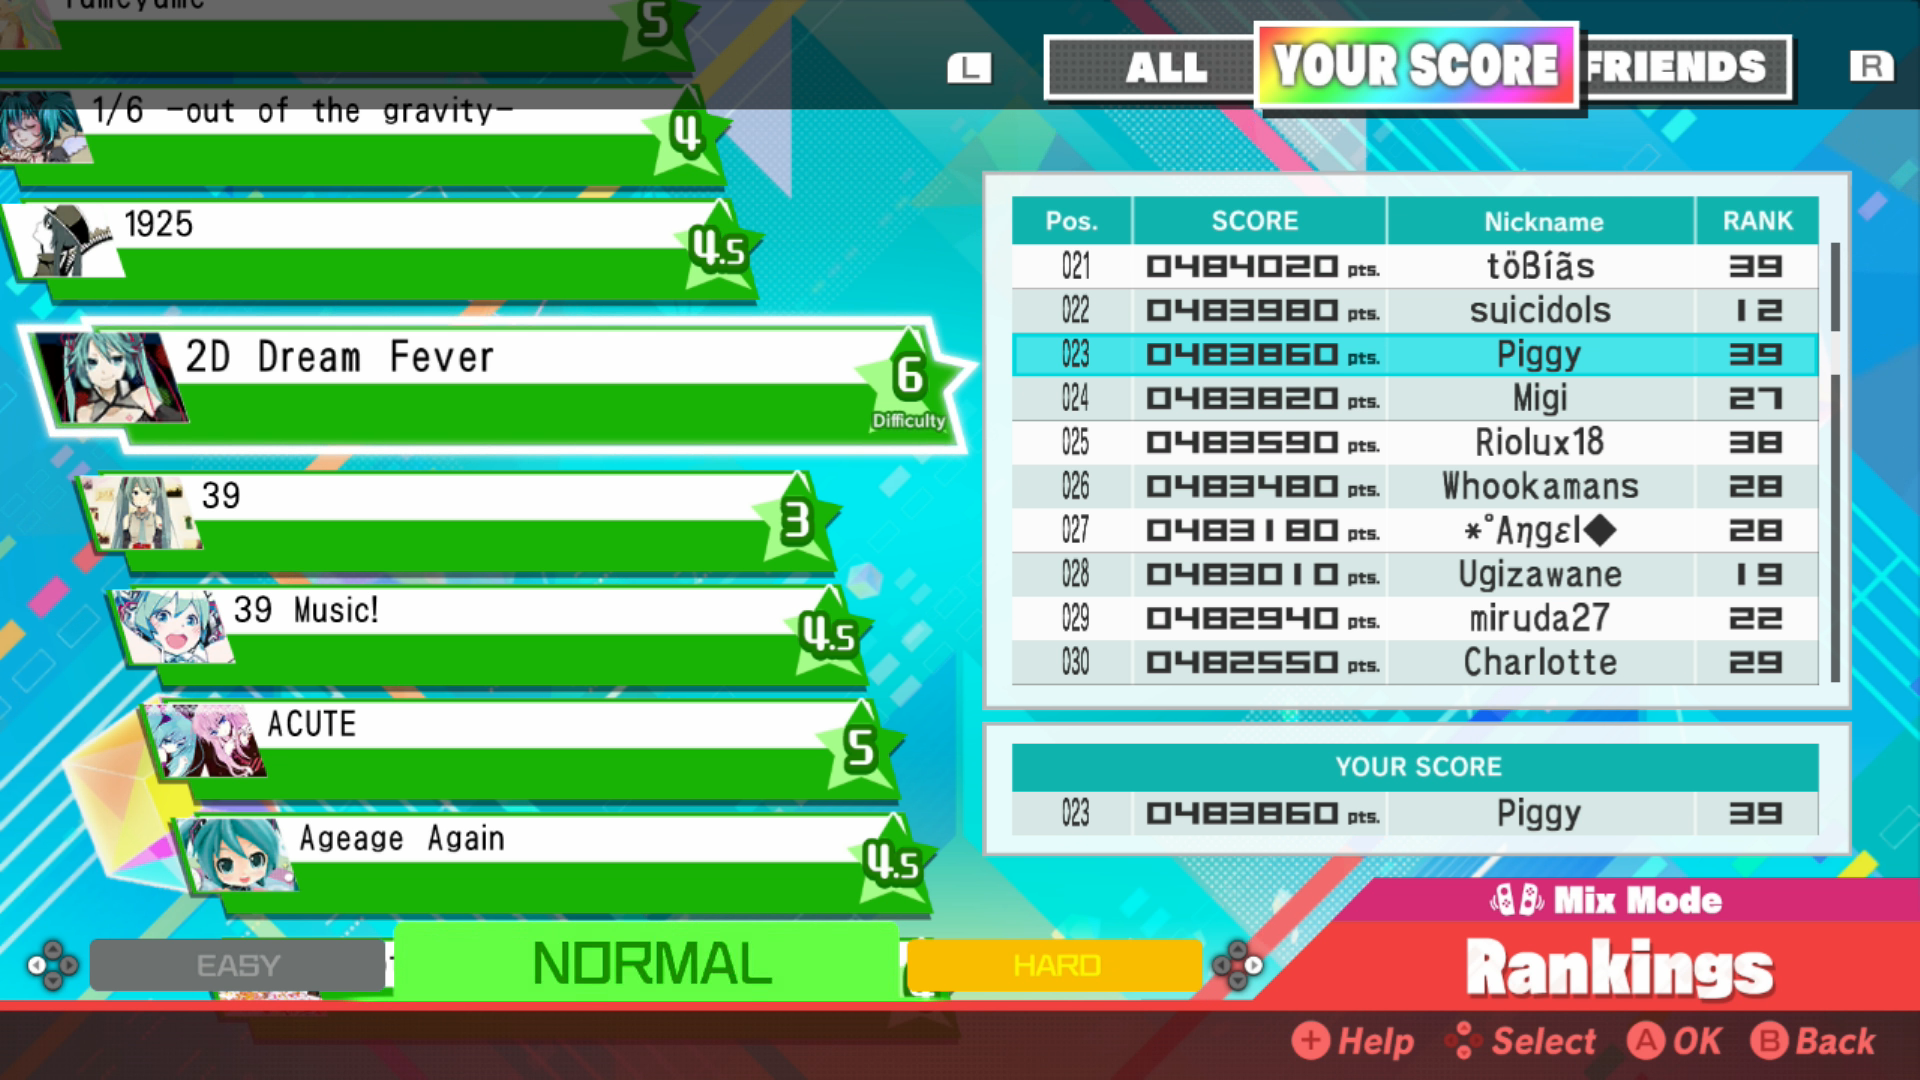 5
L
ALL
YOUR SCORE
FRIENDS
R
1/6 -out of the gravity-
4
1925
4.5
2D Dream Fever
6
Difficulty
39
3
39 Music!
4.5
ACUTE
5
Ageage Again
4.5
Pos. SCORE Nickname RANK
021 0484020 pts. tößíãs 39
022 0483980 pts. suicidols 12
023 0483860 pts. Piggy 39
024 0483820 pts. Migi 27
025 0483590 pts. Riolux18 38
026 0483480 pts. Whookamans 28
027 0483180 pts. *°Aηgεl◆ 28
028 0483010 pts. Ugizawane 19
029 0482940 pts. miruda27 22
030 0482550 pts. Charlotte 29
YOUR SCORE
023 0483860 pts. Piggy 39
EASY
NORMAL
HARD
Mix Mode
Rankings
+ Help
Select
A OK
B Back